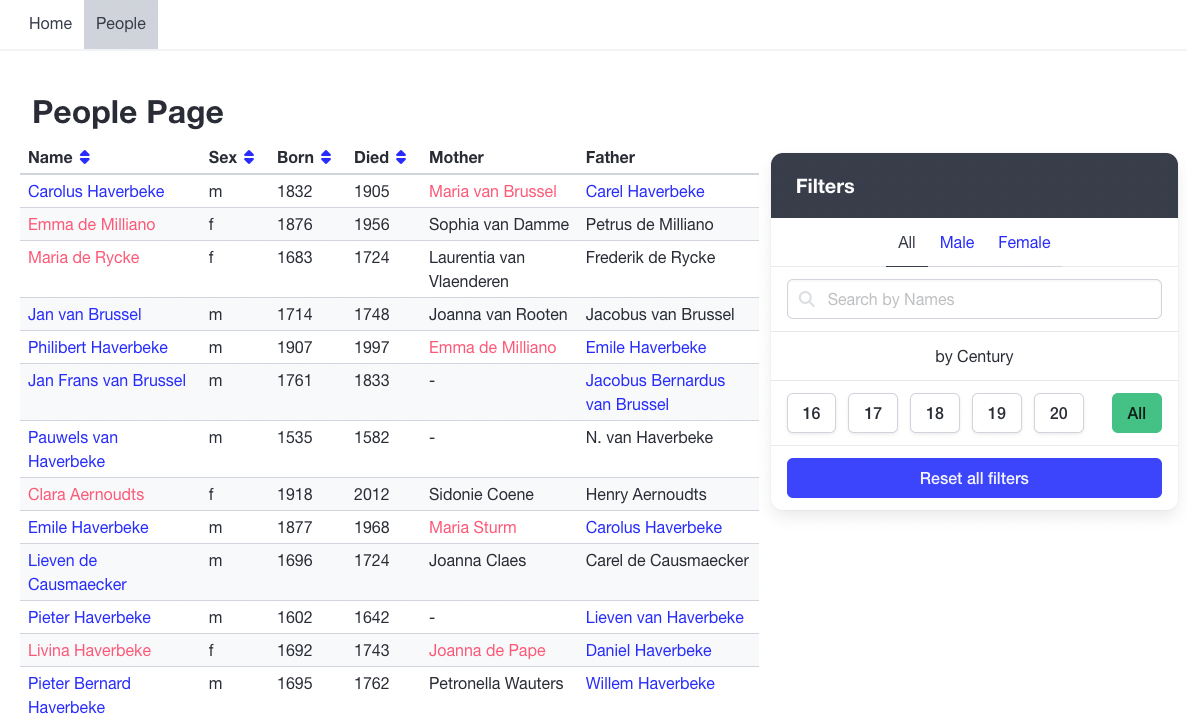 Home People
People Page
Name Sex Born Died Mother Father
Carolus Haverbeke m 1832 1905 Maria van Brussel Carel Haverbeke
Emma de Milliano f 1876 1956 Sophia van Damme Petrus de Milliano
Maria de Rycke f 1683 1724 Laurentia van Frederik de Rycke
Vlaenderen
Jan van Brussel m 1714 1748 Joanna van Rooten Jacobus van Brussel
Philibert Haverbeke m 1907 1997 Emma de Milliano Emile Haverbeke
Jan Frans van Brussel m 1761 1833 - Jacobus Bernardus
van Brussel
Pauwels van m 1535 1582 - N. van Haverbeke
Haverbeke
Clara Aernoudts f 1918 2012 Sidonie Coene Henry Aernoudts
Emile Haverbeke m 1877 1968 Maria Sturm Carolus Haverbeke
Lieven de m 1696 1724 Joanna Claes Carel de Causmaecker
Causmaecker
Pieter Haverbeke m 1602 1642 - Lieven van Haverbeke
Livina Haverbeke f 1692 1743 Joanna de Pape Daniel Haverbeke
Pieter Bernard m 1695 1762 Petronella Wauters Willem Haverbeke
Haverbeke
Filters
All Male Female
Search by Names
by Century
16 17 18 19 20 All
Reset all filters